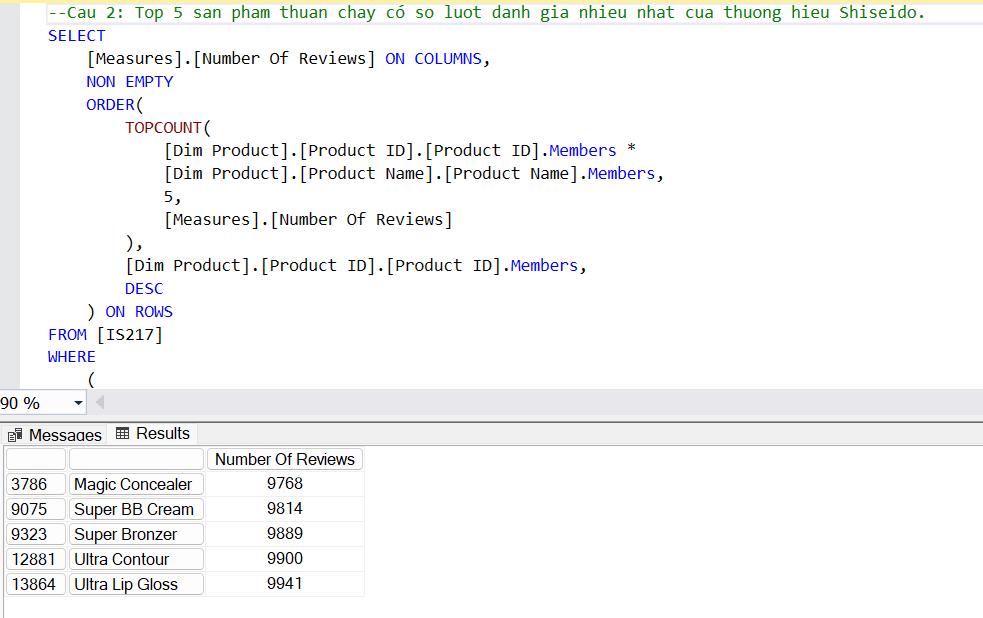 --Cau 2: Top 5 san pham thuan chay có so luot danh gia nhieu nhat cua thuong hieu Shiseido.
SELECT
[Measures].[Number Of Reviews] ON COLUMNS,
NON EMPTY
ORDER(
TOPCOUNT(
[Dim Product].[Product ID].[Product ID].Members *
[Dim Product].[Product Name].[Product Name].Members,
5,
[Measures].[Number Of Reviews]
),
[Dim Product].[Product ID].[Product ID].Members,
DESC
) ON ROWS
FROM [IS217]
WHERE
(
90 %
Messages Results
Number Of Reviews
3786 Magic Concealer 9768
9075 Super BB Cream 9814
9323 Super Bronzer 9889
12881 Ultra Contour 9900
13864 Ultra Lip Gloss 9941